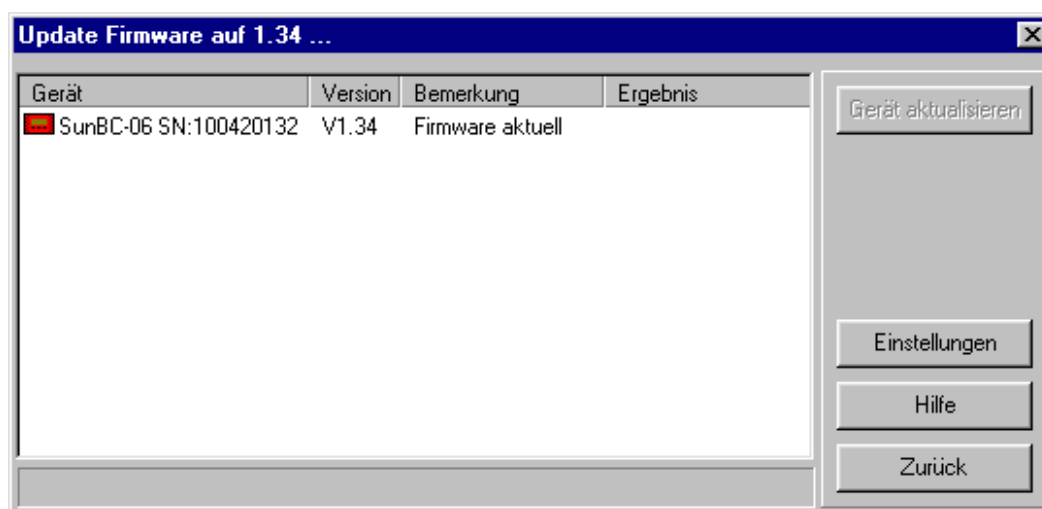 Update Firmware auf 1.34 ...
Gerät Version Bemerkung Ergebnis
SunBC-06 SN:100420132 V1.34 Firmware aktuell
Gerät aktualisieren
Einstellungen
Hilfe
Zurück